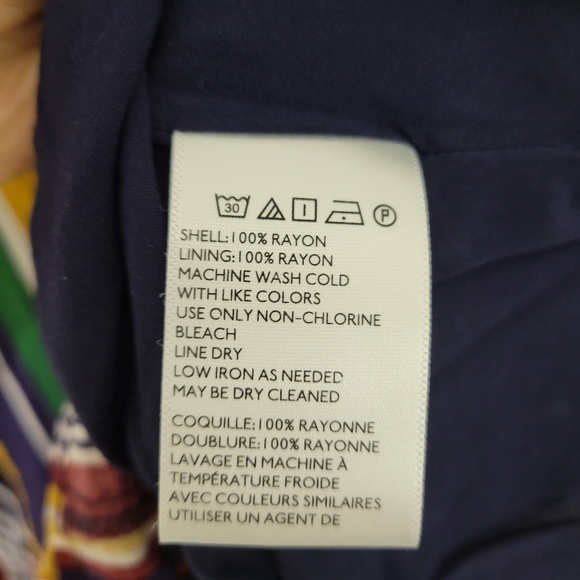 30 P
SHELL:100% RAYON
LINING:100% RAYON
MACHINE WASH COLD
WITH LIKE COLORS
USE ONLY NON-CHLORINE
BLEACH
LINE DRY
LOW IRON AS NEEDED
MAY BE DRY CLEANED
COQUILLE:100% RAYONNE
DOUBLURE:100% RAYONNE
LAVAGE EN MACHINE À
TEMPÉRATURE FROIDE
AVEC COULEURS SIMILAIRES
UTILISER UN AGENT DE